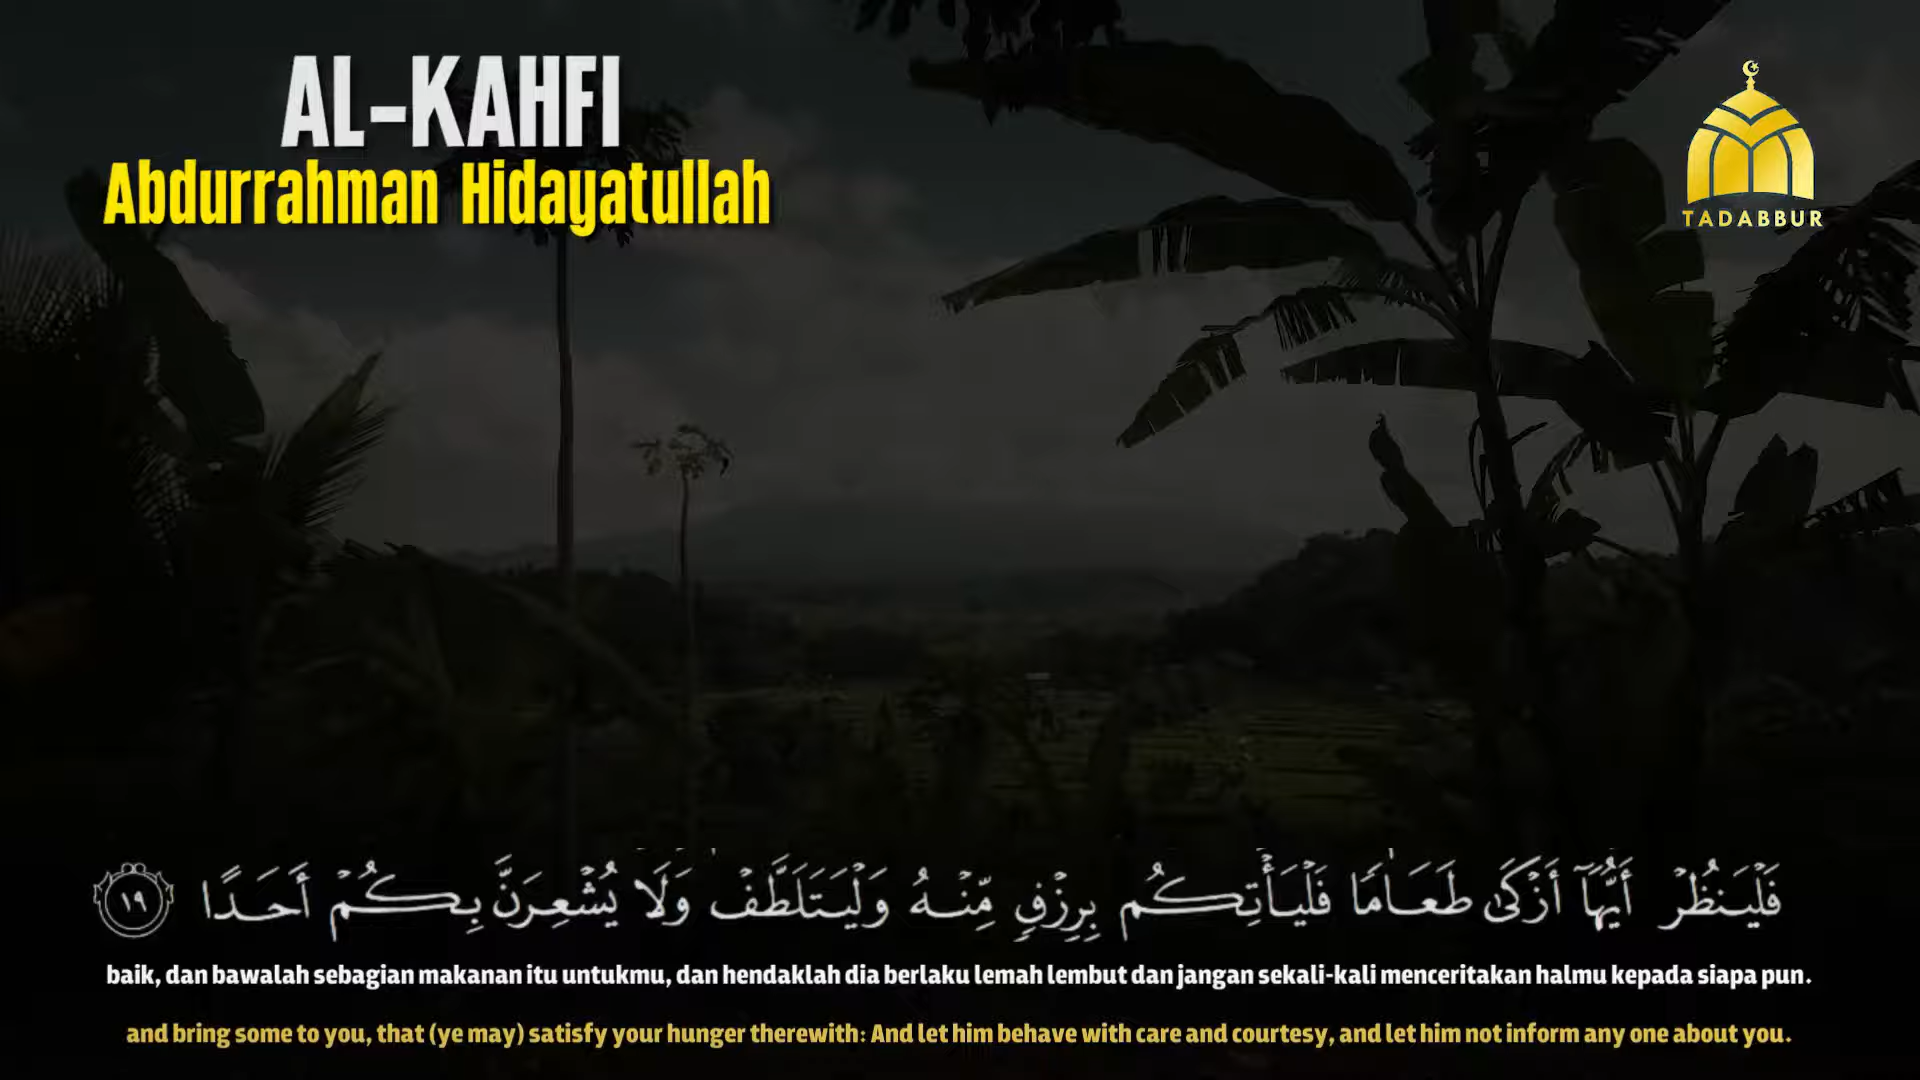 AL-KAHFI
Abdurrahman Hidayatullah
TADABBUR
فَلْيَنظُرْ أَيُّهَآ أَزْكَىٰ طَعَامًا فَلْيَأْتِكُم بِرِزْقٍ مِّنْهُ وَلْيَتَلَطَّفْ وَلَا يُشْعِرَنَّ بِكُمْ أَحَدًا ١٩
baik, dan bawalah sebagian makanan itu untukmu, dan hendaklah dia berlaku lemah lembut dan jangan sekali-kali menceritakan halmu kepada siapa pun.
and bring some to you, that (ye may) satisfy your hunger therewith: And let him behave with care and courtesy, and let him not inform any one about you.